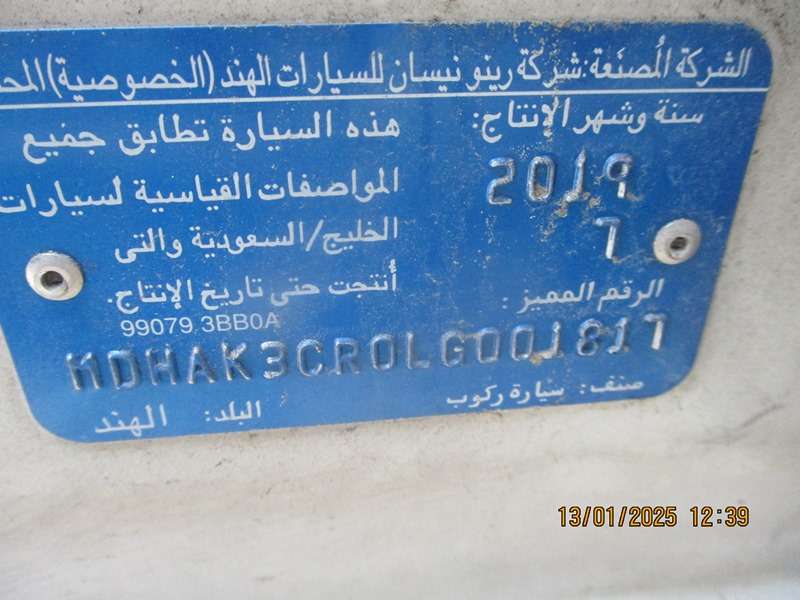 الشركة المُصنَعة: شركة رينو نيسان للسيارات الهند (الخصوصية)
سنة وشهر الإنتاج:
2019
7
هذه السيارة تطابق جميع
المواصفات القياسية لسيارات
الخليج/السعودية والتى
أُنتجت حتى تاريخ الإنتاج.
الرقم المميز :
99079 3BB0A
MDHAK3CR0LG001817
صنف: سيارة ركوب
البلد: الهند
13/01/2025 12:39